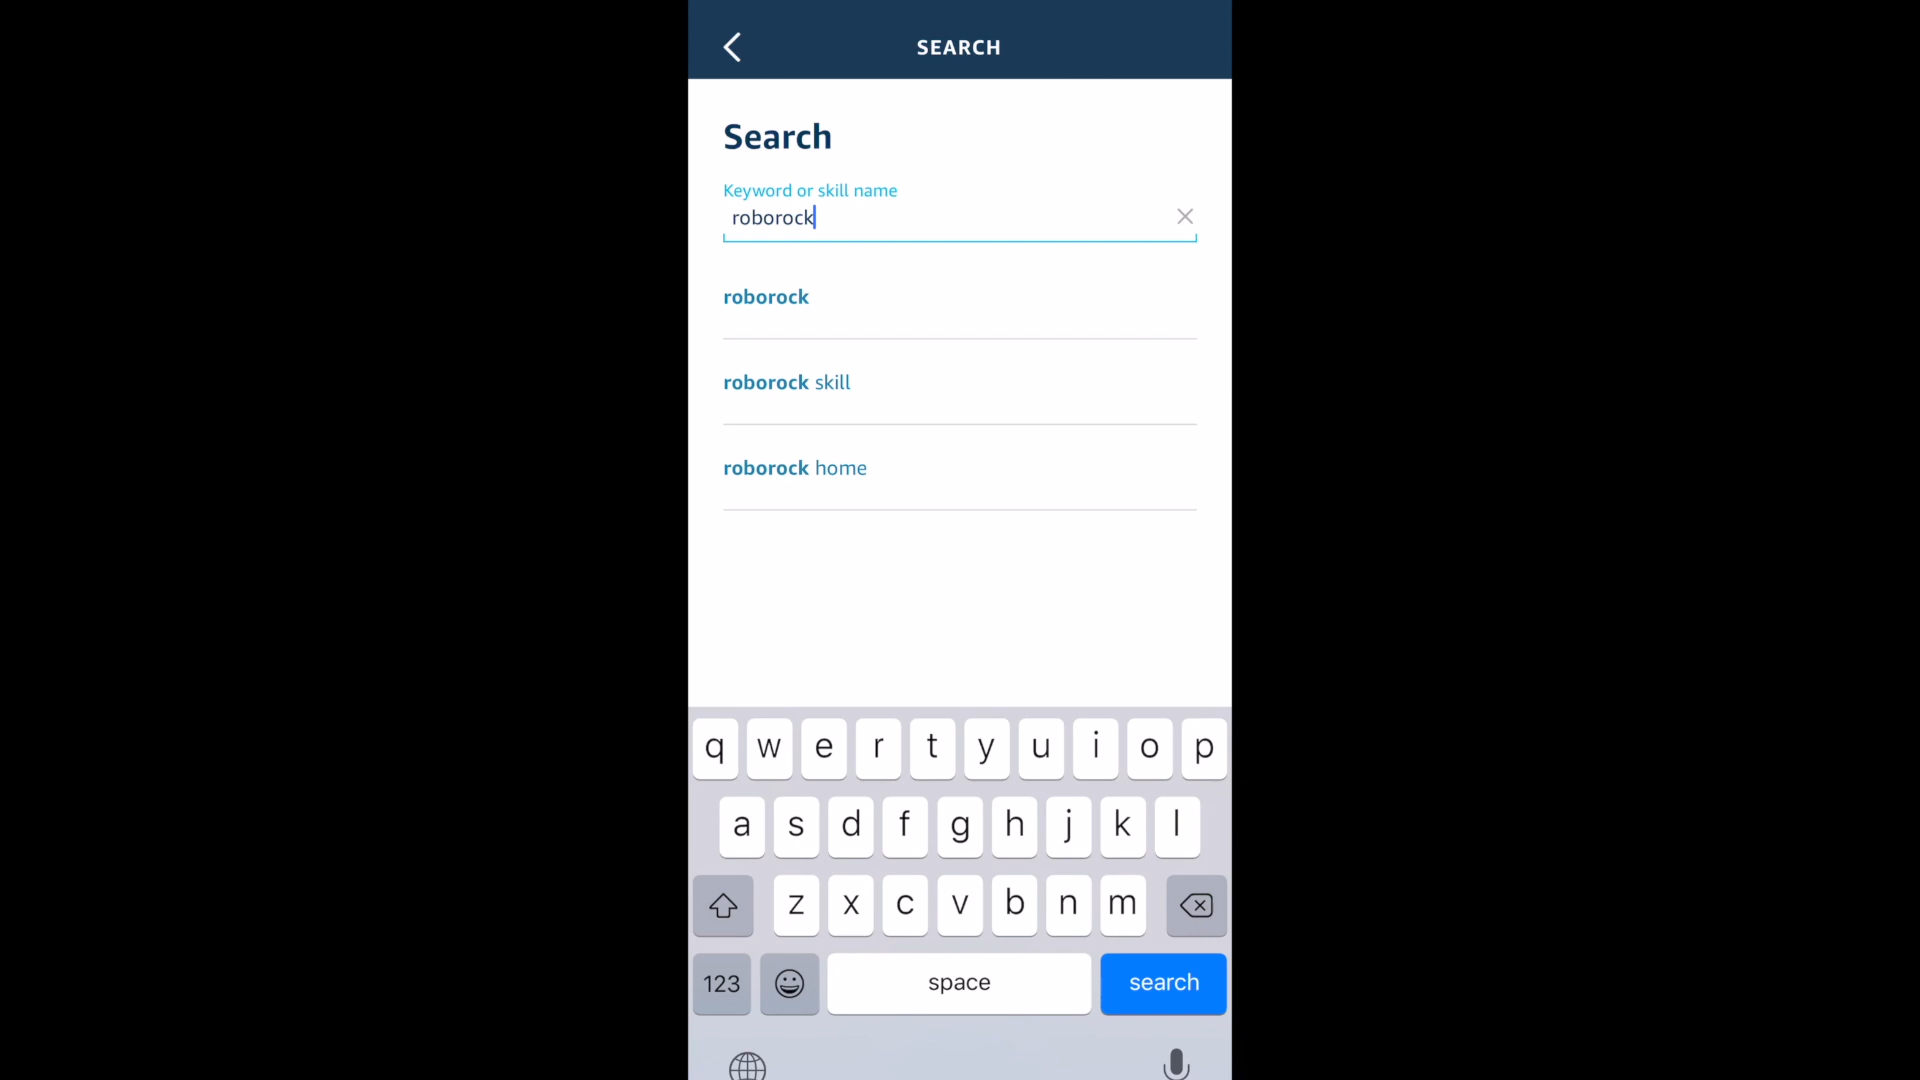 SEARCH
Search
Keyword or skill name
roborock
roborock
roborock skill
roborock home
q w e r t y u i o p
a s d f g h j k l
z x c v b n m
123 space search